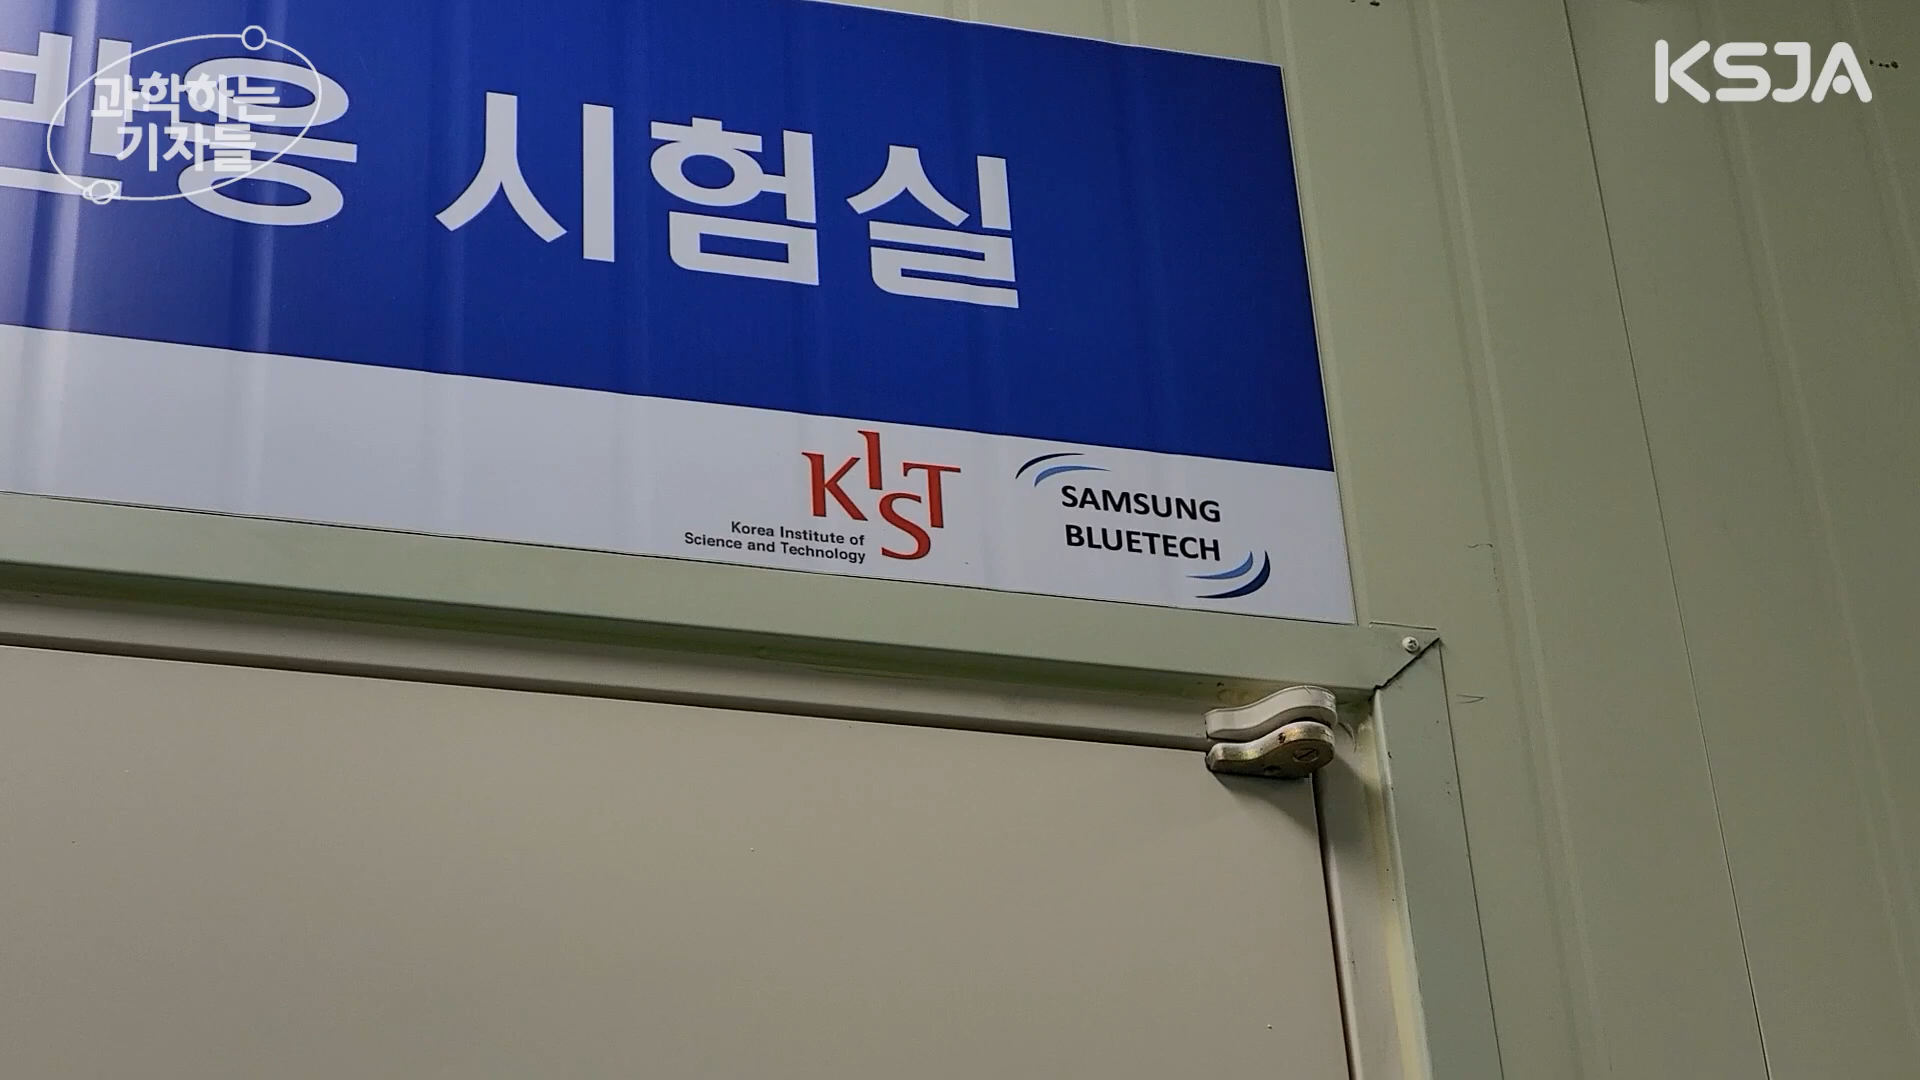 과학하는
기자들
KSJA
응 시험실
KIST
Korea Institute of
Science and Technology
SAMSUNG
BLUETECH